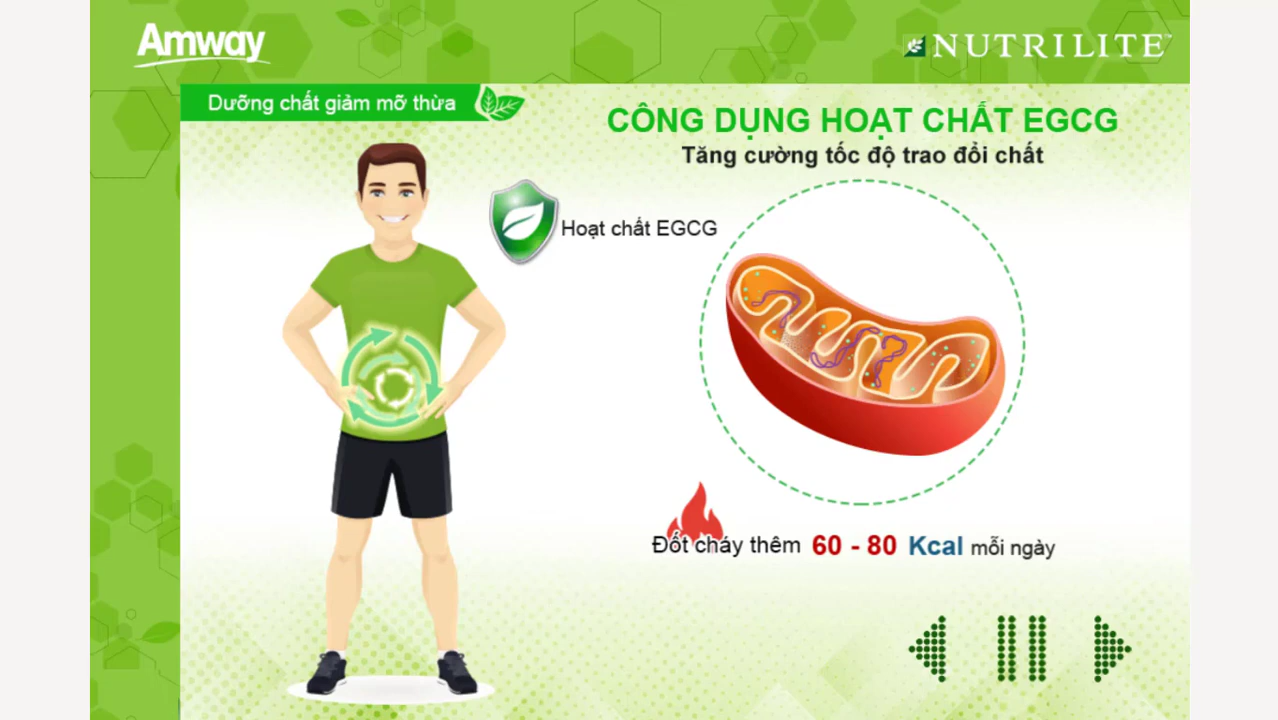 Amway
NUTRILITE™
Dưỡng chất giảm mỡ thừa
CÔNG DỤNG HOẠT CHẤT EGCG
Tăng cường tốc độ trao đổi chất
Hoạt chất EGCG
Đốt cháy thêm 60 - 80 Kcal mỗi ngày